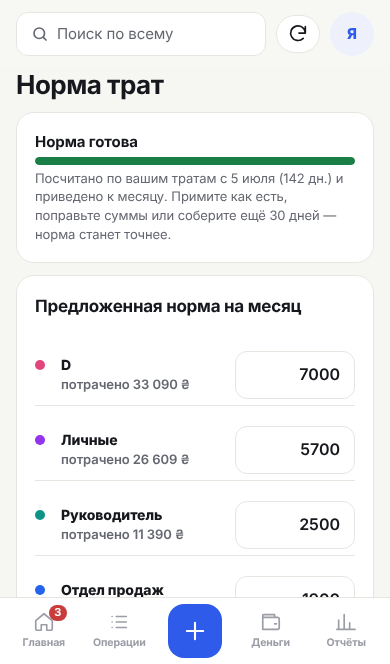 Поиск по всему
Я
Норма трат
Норма готова
Посчитано по вашим тратам с 5 июля (142 дн.) и
приведено к месяцу. Примите как есть,
поправьте суммы или соберите ещё 30 дней —
норма станет точнее.
Предложенная норма на месяц
D
потрачено 33 090 ₴
7000
Личные
потрачено 26 609 ₴
5700
Руководитель
потрачено 11 390 ₴
2500
Отдел продаж
3
Главная
Операции
Деньги
Отчёты